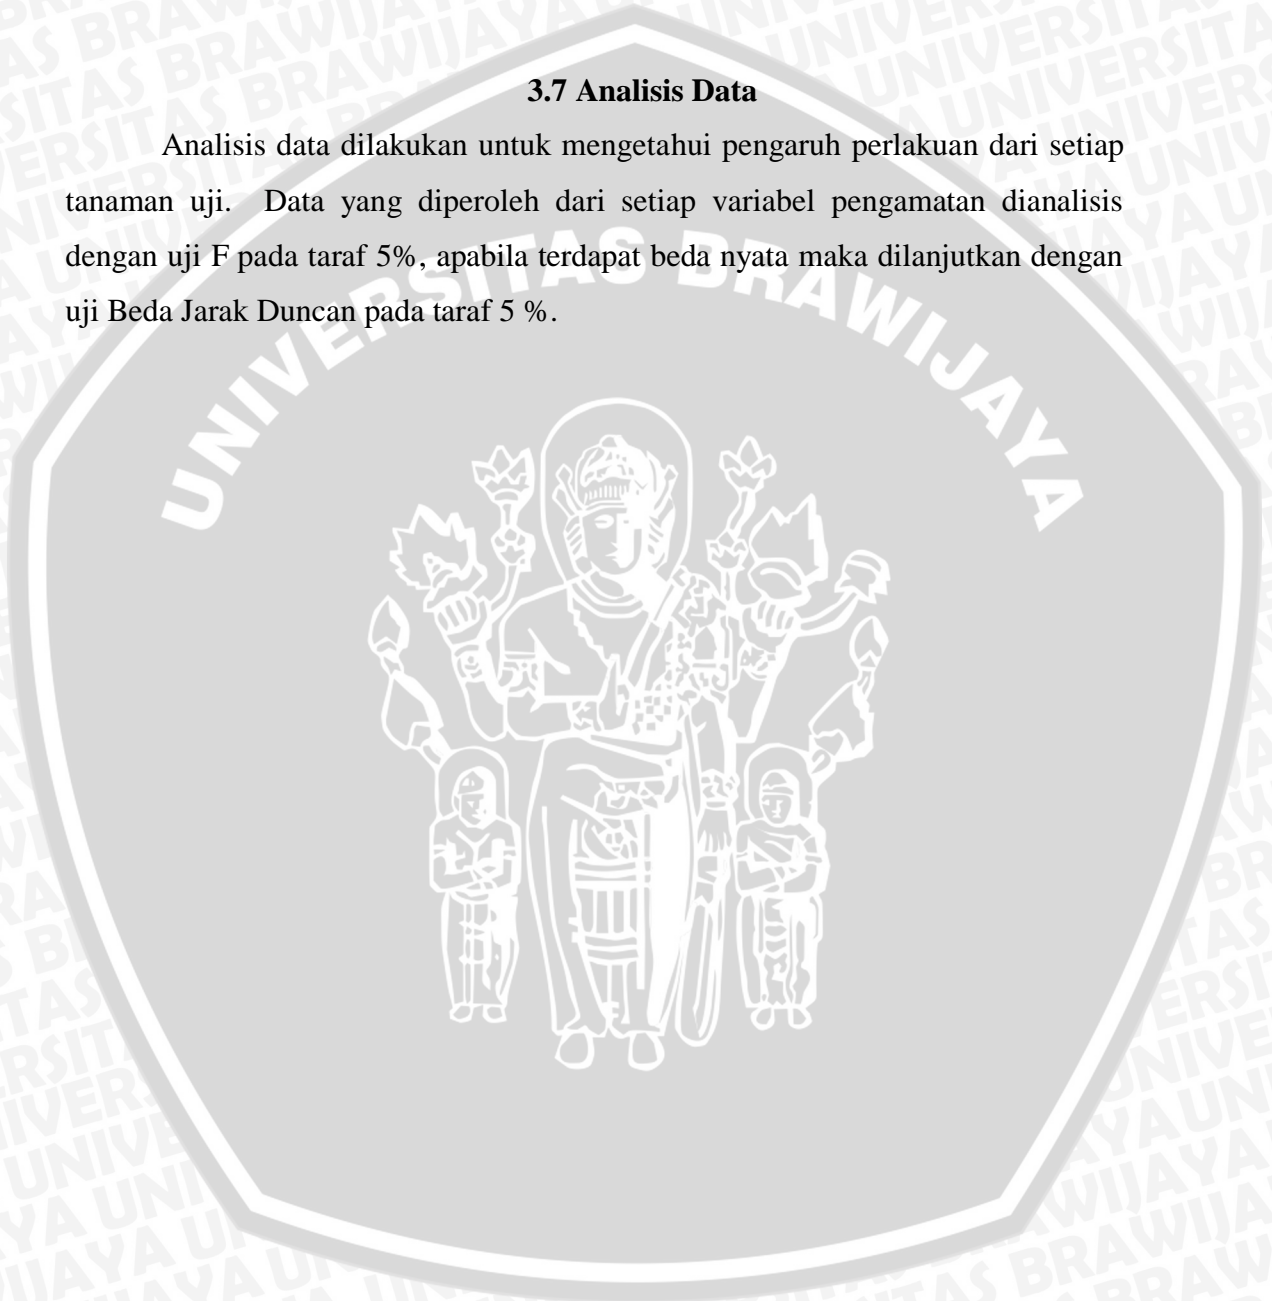 3.7 Analisis Data
Analisis data dilakukan untuk mengetahui pengaruh perlakuan dari setiap
tanaman uji. Data yang diperoleh dari setiap variabel pengamatan dianalisis
dengan uji F pada taraf 5%, apabila terdapat beda nyata maka dilanjutkan dengan
uji Beda Jarak Duncan pada taraf 5 %.
UNIVERSITAS BRAWIJAYA